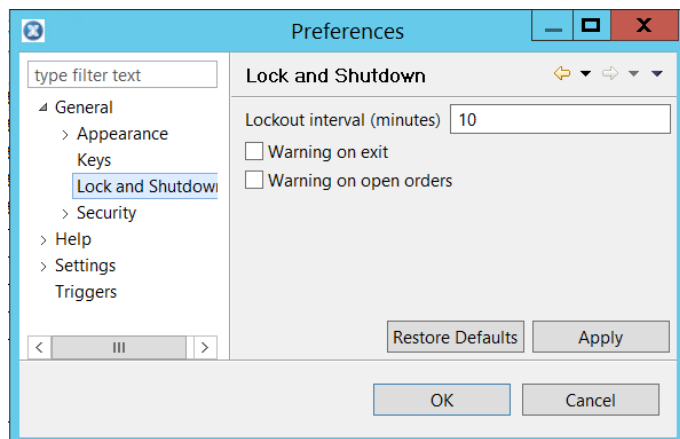 Preferences
type filter text
Lock and Shutdown
General
Lockout interval (minutes) 10
Appearance
Warning on exit
Keys
Warning on open orders
Lock and Shutdown
Security
Help
Settings
Triggers
Restore Defaults
Apply
OK
Cancel